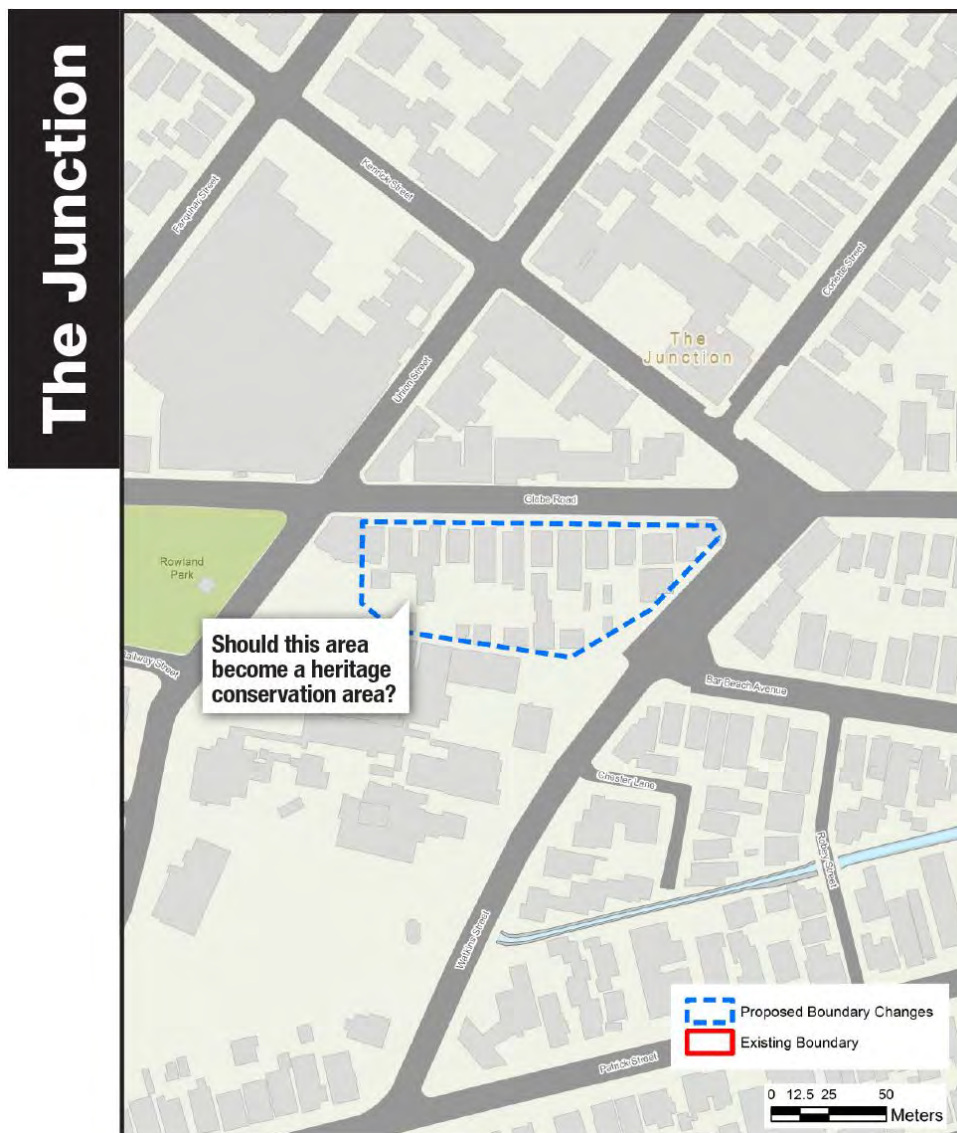 The Junction
Kenrick Street
Farquhar Street
Corlette Street
The
Junction
Union Street
Glebe Road
Rowland
Park
Should this area
become a heritage
conservation area?
Railway Street
Bar Beach Avenue
Chester Lane
Robey Street
Watkins Street
Patrick Street
Proposed Boundary Changes
Existing Boundary
0 12.5 25 50
Meters